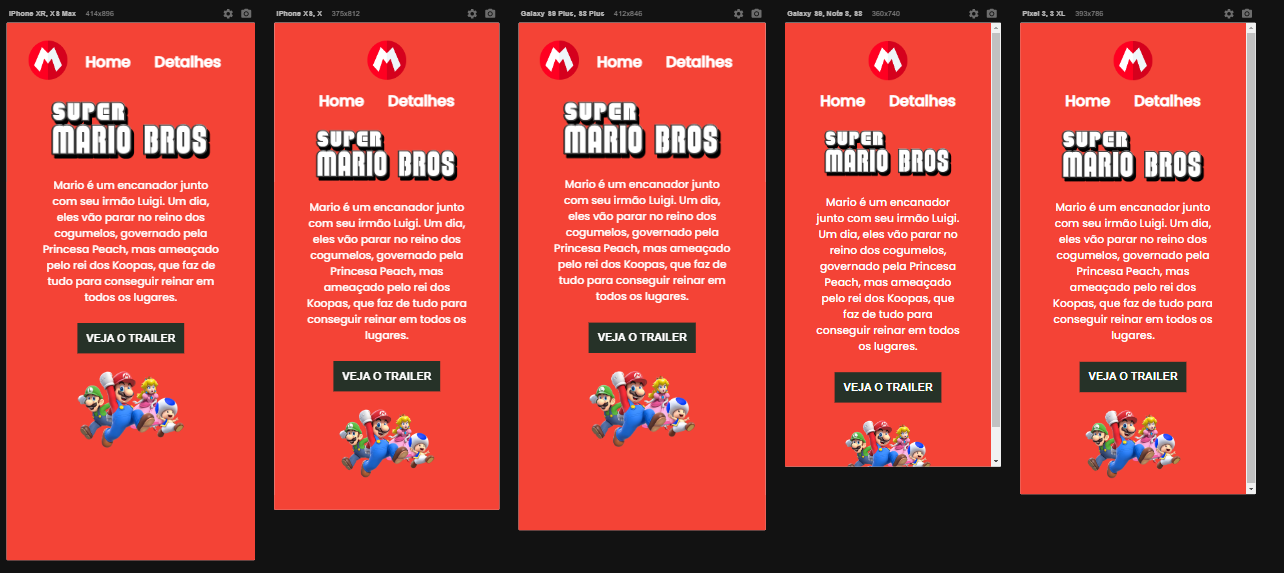 iPhone XR, XS Max 414x896
M
Home Detalhes
SUPER
MARIO BROS
Mario é um encanador junto
com seu irmão Luigi. Um dia,
eles vão parar no reino dos
cogumelos, governado pela
Princesa Peach, mas ameaçado
pelo rei dos Koopas, que faz de
tudo para conseguir reinar em
todos os lugares.
VEJA O TRAILER
iPhone XS, X 375x812
M
Home Detalhes
SUPER
MARIO BROS
Mario é um encanador junto
com seu irmão Luigi. Um dia,
eles vão parar no reino dos
cogumelos, governado pela
Princesa Peach, mas
ameaçado pelo rei dos
Koopas, que faz de tudo para
conseguir reinar em todos os
lugares.
VEJA O TRAILER
Galaxy S9 Plus, S8 Plus 412x846
M
Home Detalhes
SUPER
MARIO BROS
Mario é um encanador junto
com seu irmão Luigi. Um dia,
eles vão parar no reino dos
cogumelos, governado pela
Princesa Peach, mas ameaçado
pelo rei dos Koopas, que faz de
tudo para conseguir reinar em
todos os lugares.
VEJA O TRAILER
Galaxy S9, Note 8, S8 360x740
M
Home Detalhes
SUPER
MARIO BROS
Mario é um encanador
junto com seu irmão Luigi.
Um dia, eles vão parar no
reino dos cogumelos,
governado pela Princesa
Peach, mas ameaçado
pelo rei dos Koopas, que
faz de tudo para
conseguir reinar em todos
os lugares.
VEJA O TRAILER
Pixel 3, 3 XL 393x786
M
Home Detalhes
SUPER
MARIO BROS
Mario é um encanador junto
com seu irmão Luigi. Um dia,
eles vão parar no reino dos
cogumelos, governado pela
Princesa Peach, mas
ameaçado pelo rei dos
Koopas, que faz de tudo para
conseguir reinar em todos os
lugares.
VEJA O TRAILER